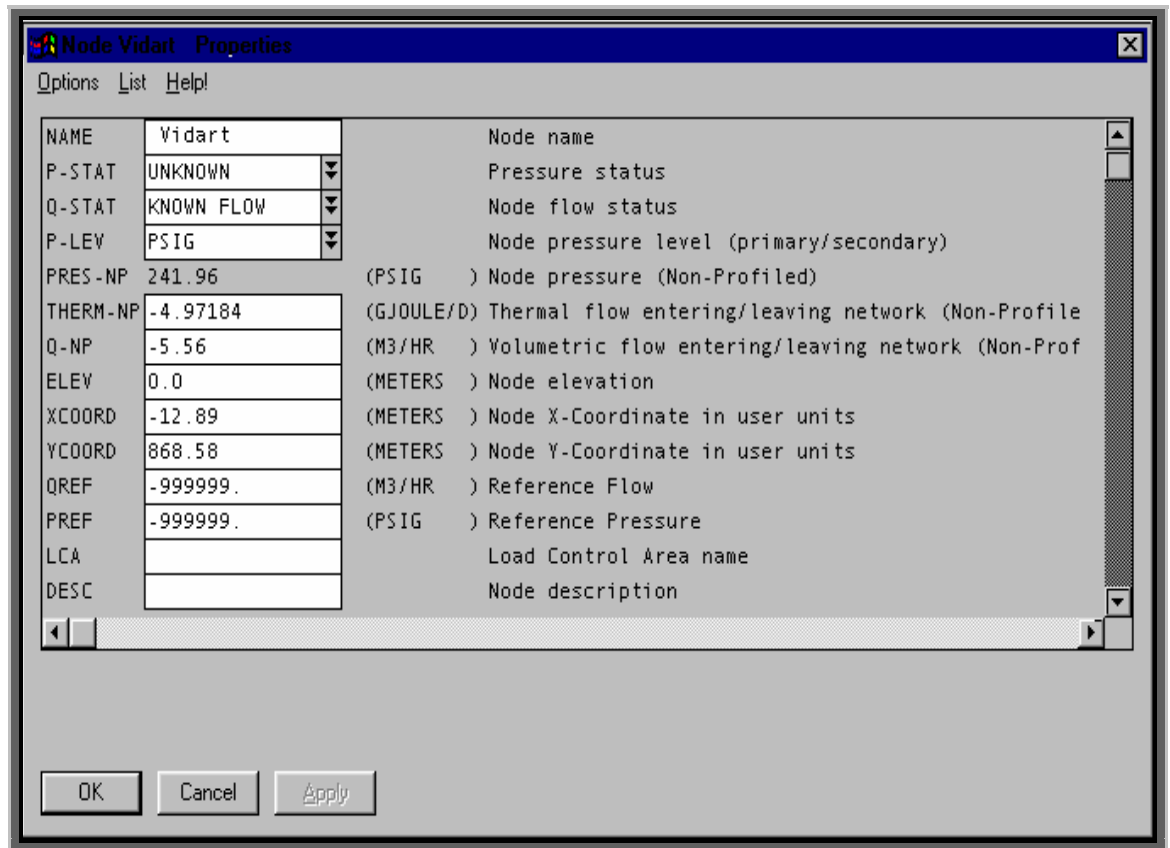 Node Vidart Properties
Options List Help!
NAME Vidart Node name
P-STAT UNKNOWN Pressure status
Q-STAT KNOWN FLOW Node flow status
P-LEV PSIG Node pressure level (primary/secondary)
PRES-NP 241.96 (PSIG ) Node pressure (Non-Profiled)
THERM-NP -4.97184 (GJOULE/D) Thermal flow entering/leaving network (Non-Profile
Q-NP -5.56 (M3/HR ) Volumetric flow entering/leaving network (Non-Prof
ELEV 0.0 (METERS ) Node elevation
XCOORD -12.89 (METERS ) Node X-Coordinate in user units
YCOORD 868.58 (METERS ) Node Y-Coordinate in user units
QREF -999999. (M3/HR ) Reference Flow
PREF -999999. (PSIG ) Reference Pressure
LCA Load Control Area name
DESC Node description
OK Cancel Apply